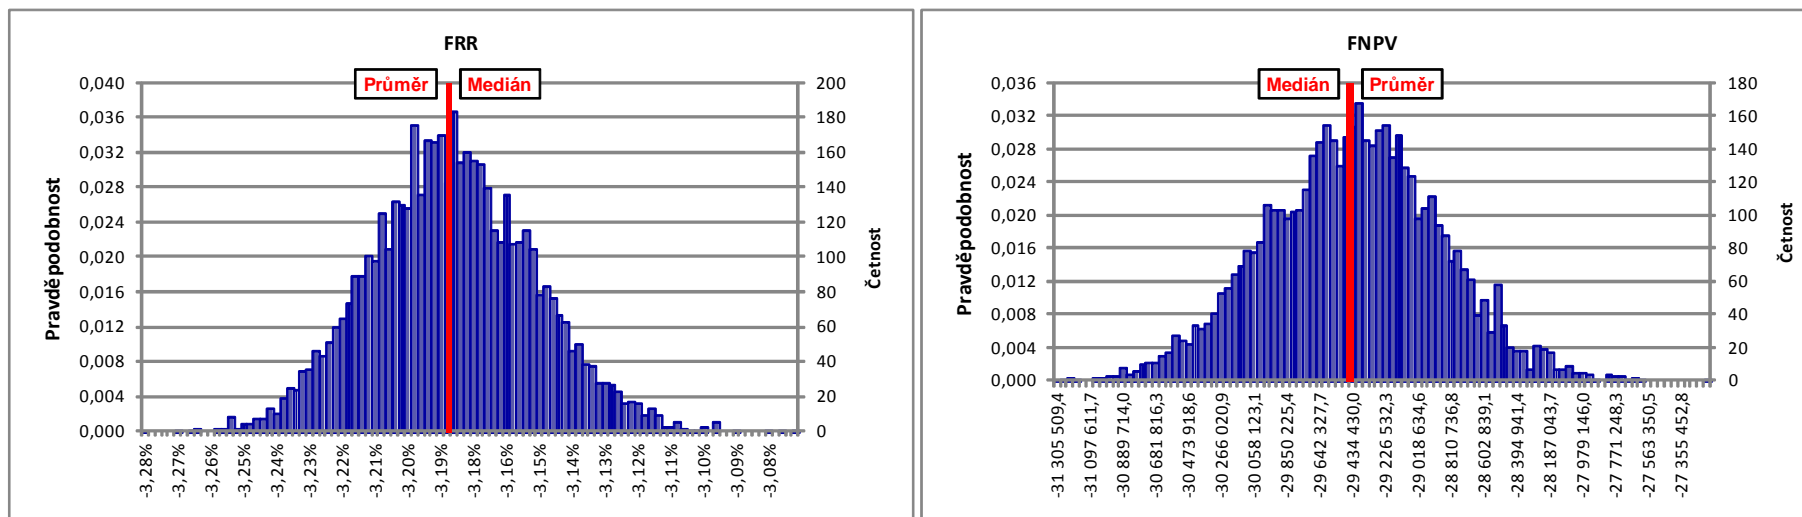 FRR
Průměr
Medián
Pravděpodobnost
0,040
0,036
0,032
0,028
0,024
0,020
0,016
0,012
0,008
0,004
0,000
200
180
160
140
120
100
80
60
40
20
0
Četnost
-3,28%
-3,27%
-3,26%
-3,25%
-3,24%
-3,23%
-3,22%
-3,21%
-3,20%
-3,19%
-3,18%
-3,16%
-3,15%
-3,14%
-3,13%
-3,12%
-3,11%
-3,10%
-3,09%
-3,08%
FNPV
Medián
Průměr
Pravděpodobnost
0,036
0,032
0,028
0,024
0,020
0,016
0,012
0,008
0,004
0,000
180
160
140
120
100
80
60
40
20
0
Četnost
-31 305 509,4
-31 097 611,7
-30 889 714,0
-30 681 816,3
-30 473 918,6
-30 266 020,9
-30 058 123,1
-29 850 225,4
-29 642 327,7
-29 434 430,0
-29 226 532,3
-29 018 634,6
-28 810 736,8
-28 602 839,1
-28 394 941,4
-28 187 043,7
-27 979 146,0
-27 771 248,3
-27 563 350,5
-27 355 452,8